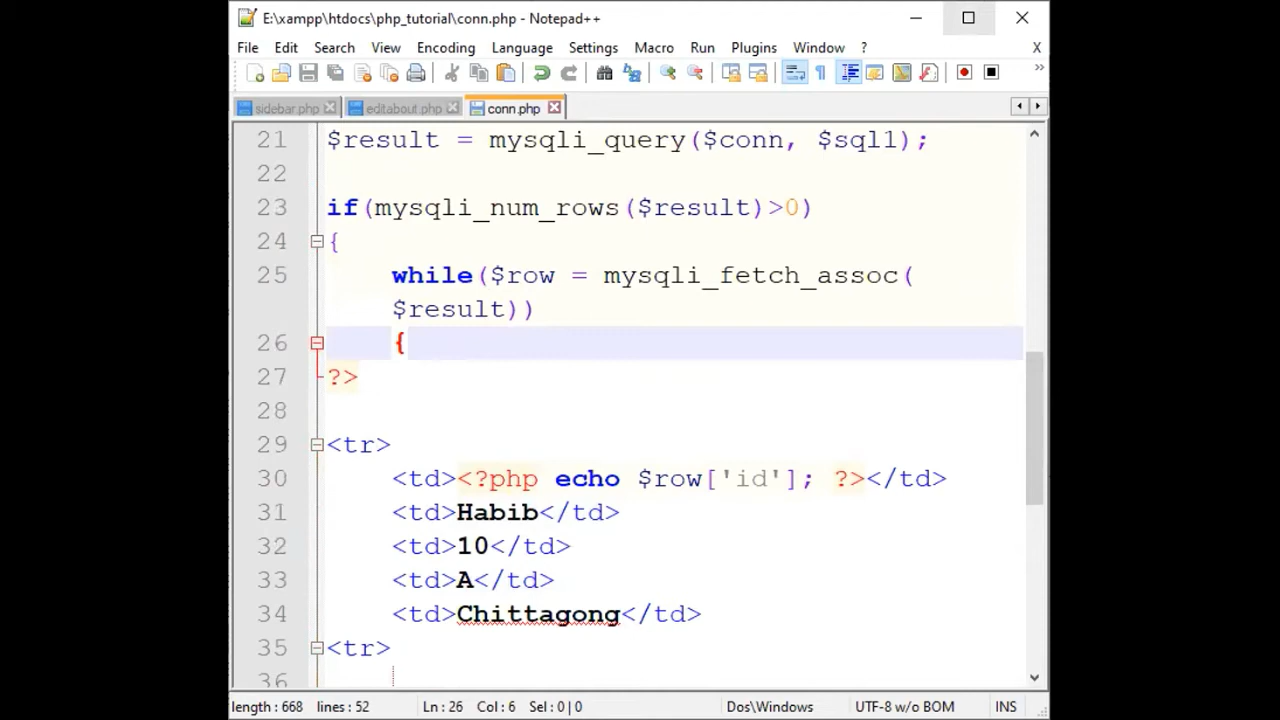 E:\xampp\htdocs\php_tutorial\conn.php - Notepad++
File Edit Search View Encoding Language Settings Macro Run Plugins Window ? X
sidebar.php editabout.php conn.php
21 $result = mysqli_query($conn, $sql1);
22
23 if(mysqli_num_rows($result)>0)
24 {
25 while($row = mysqli_fetch_assoc(
$result))
26 {
27 ?>
28
29 <tr>
30 <td><?php echo $row['id']; ?></td>
31 <td>Habib</td>
32 <td>10</td>
33 <td>A</td>
34 <td>Chittagong</td>
35 <tr>
36
length : 668 lines : 52 Ln : 26 Col : 6 Sel : 0 | 0 Dos\Windows UTF-8 w/o BOM INS